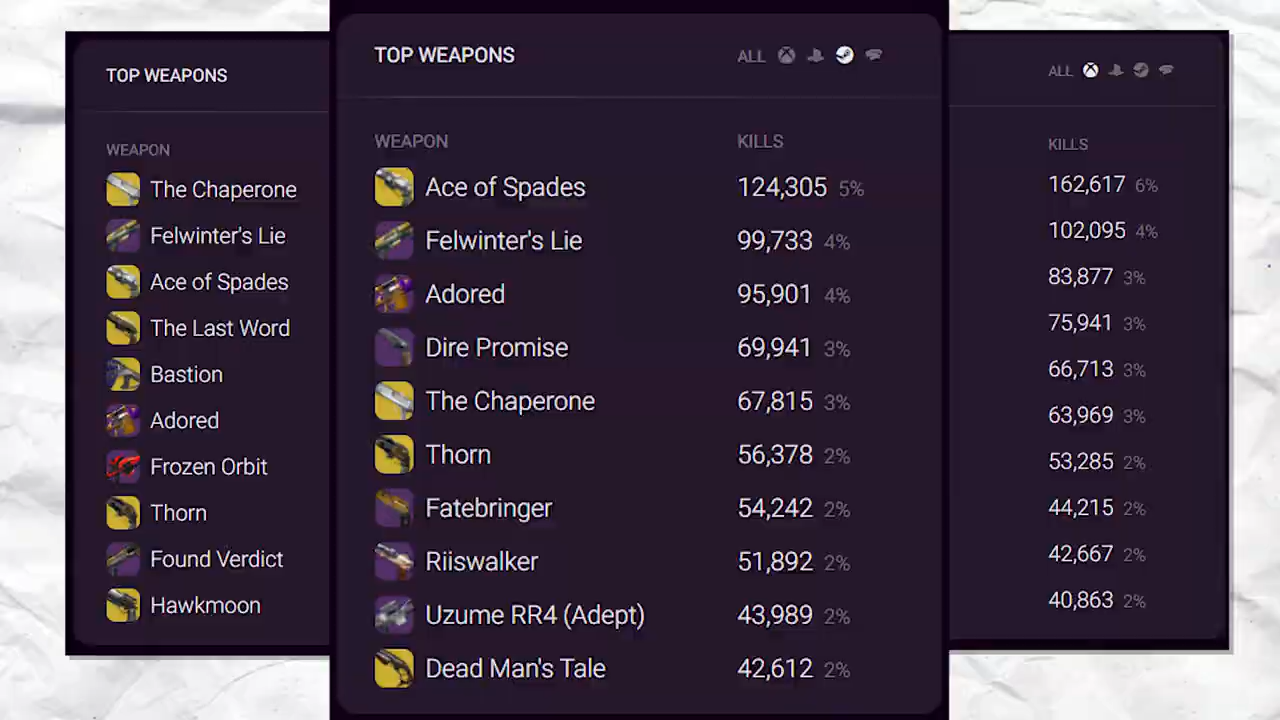 TOP WEAPONS
WEAPON
The Chaperone
Felwinter's Lie
Ace of Spades
The Last Word
Bastion
Adored
Frozen Orbit
Thorn
Found Verdict
Hawkmoon
TOP WEAPONS ALL
WEAPON KILLS
Ace of Spades 124,305 5%
Felwinter's Lie 99,733 4%
Adored 95,901 4%
Dire Promise 69,941 3%
The Chaperone 67,815 3%
Thorn 56,378 2%
Fatebringer 54,242 2%
Riiswalker 51,892 2%
Uzume RR4 (Adept) 43,989 2%
Dead Man's Tale 42,612 2%
ALL
KILLS
162,617 6%
102,095 4%
83,877 3%
75,941 3%
66,713 3%
63,969 3%
53,285 2%
44,215 2%
42,667 2%
40,863 2%